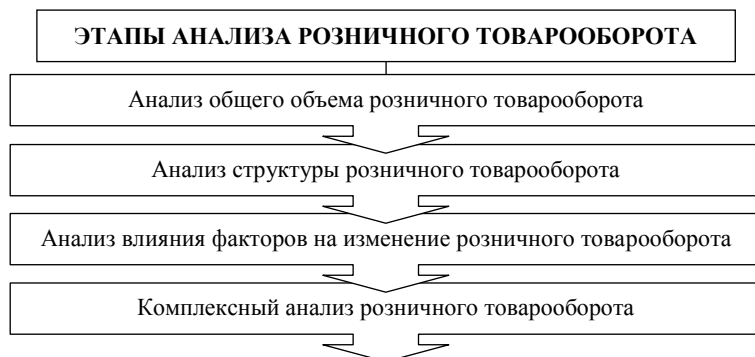 ЭТАПЫ АНАЛИЗА РОЗНИЧНОГО ТОВАРООБОРОТА
Анализ общего объема розничного товарооборота
Анализ структуры розничного товарооборота
Анализ влияния факторов на изменение розничного товарооборота
Комплексный анализ розничного товарооборота